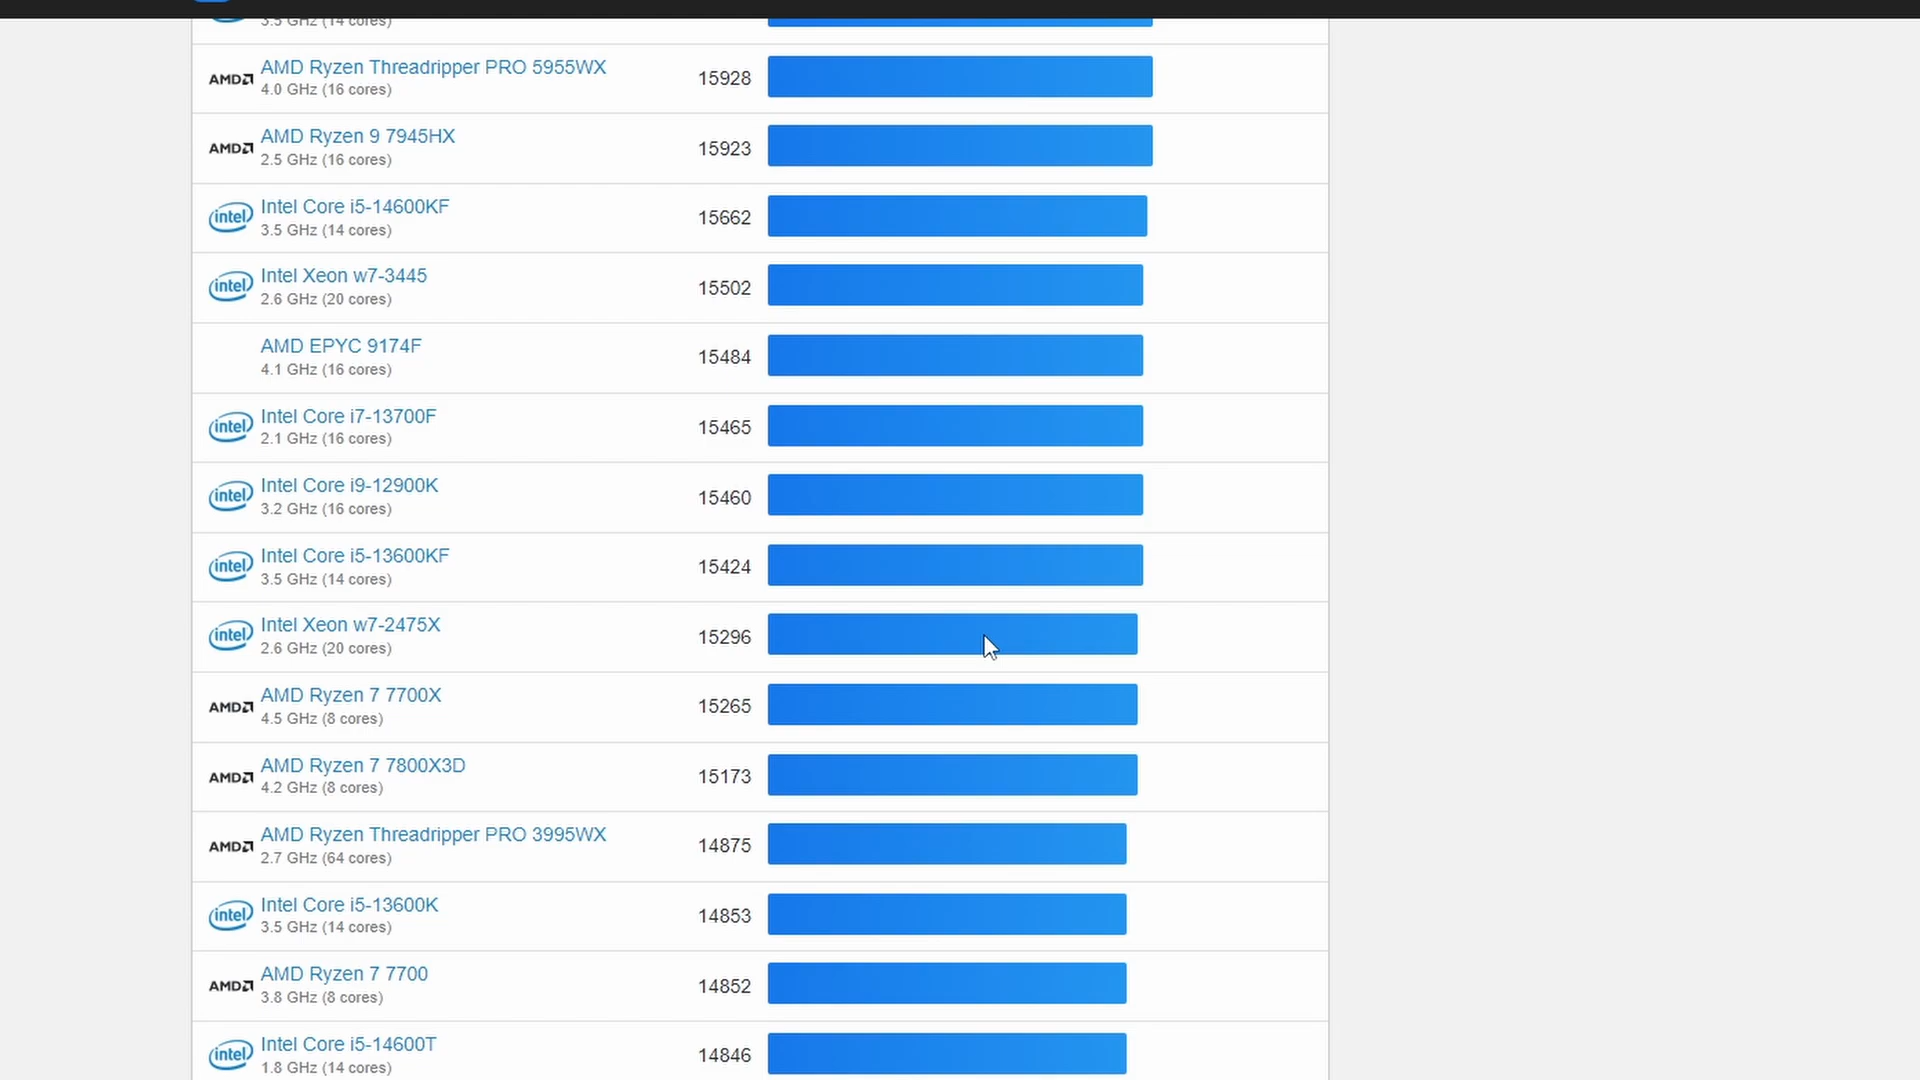 3.5 GHz (14 cores)
AMD AMD Ryzen Threadripper PRO 5955WX 15928
4.0 GHz (16 cores)
AMD AMD Ryzen 9 7945HX 15923
2.5 GHz (16 cores)
intel Intel Core i5-14600KF 15662
3.5 GHz (14 cores)
intel Intel Xeon w7-3445 15502
2.6 GHz (20 cores)
AMD EPYC 9174F 15484
4.1 GHz (16 cores)
intel Intel Core i7-13700F 15465
2.1 GHz (16 cores)
intel Intel Core i9-12900K 15460
3.2 GHz (16 cores)
intel Intel Core i5-13600KF 15424
3.5 GHz (14 cores)
intel Intel Xeon w7-2475X 15296
2.6 GHz (20 cores)
AMD AMD Ryzen 7 7700X 15265
4.5 GHz (8 cores)
AMD AMD Ryzen 7 7800X3D 15173
4.2 GHz (8 cores)
AMD AMD Ryzen Threadripper PRO 3995WX 14875
2.7 GHz (64 cores)
intel Intel Core i5-13600K 14853
3.5 GHz (14 cores)
AMD AMD Ryzen 7 7700 14852
3.8 GHz (8 cores)
intel Intel Core i5-14600T 14846
1.8 GHz (14 cores)